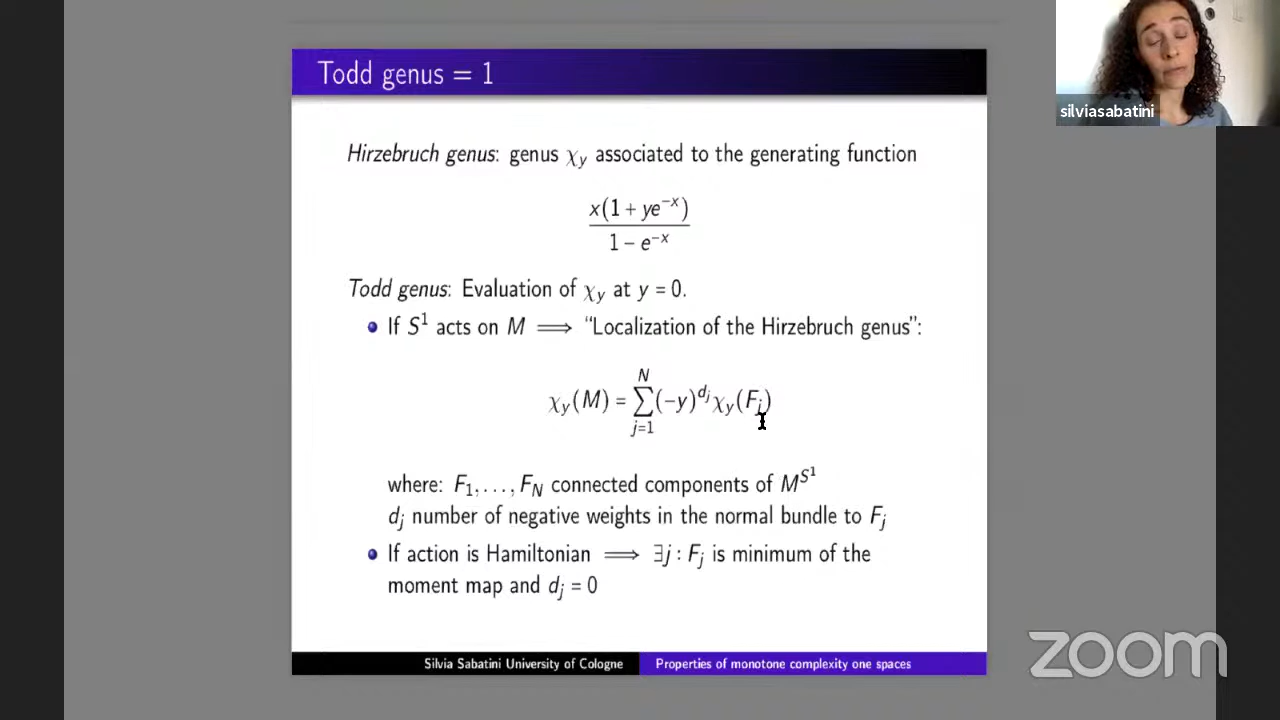 Todd genus = 1
silviasabatini
Hirzebruch genus: genus χ_y associated to the generating function
x(1 + ye^{-x})
1 − e^{-x}
Todd genus: Evaluation of χ_y at y = 0.
• If S^1 acts on M ⟹ “Localization of the Hirzebruch genus”:
χ_y(M) = ∑_{j=1}^{N} (−y)^{d_j} χ_y(F_j)
where: F_1, . . . , F_N connected components of M^{S^1}
d_j number of negative weights in the normal bundle to F_j
• If action is Hamiltonian ⟹ ∃j : F_j is minimum of the
moment map and d_j = 0
Silvia Sabatini University of Cologne
Properties of monotone complexity one spaces
zoom